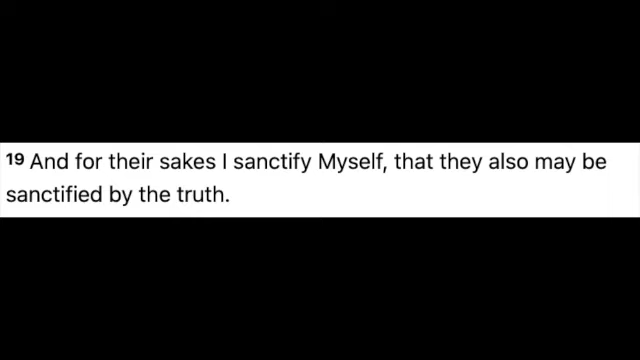 19 And for their sakes I sanctify Myself, that they also may be
sanctified by the truth.